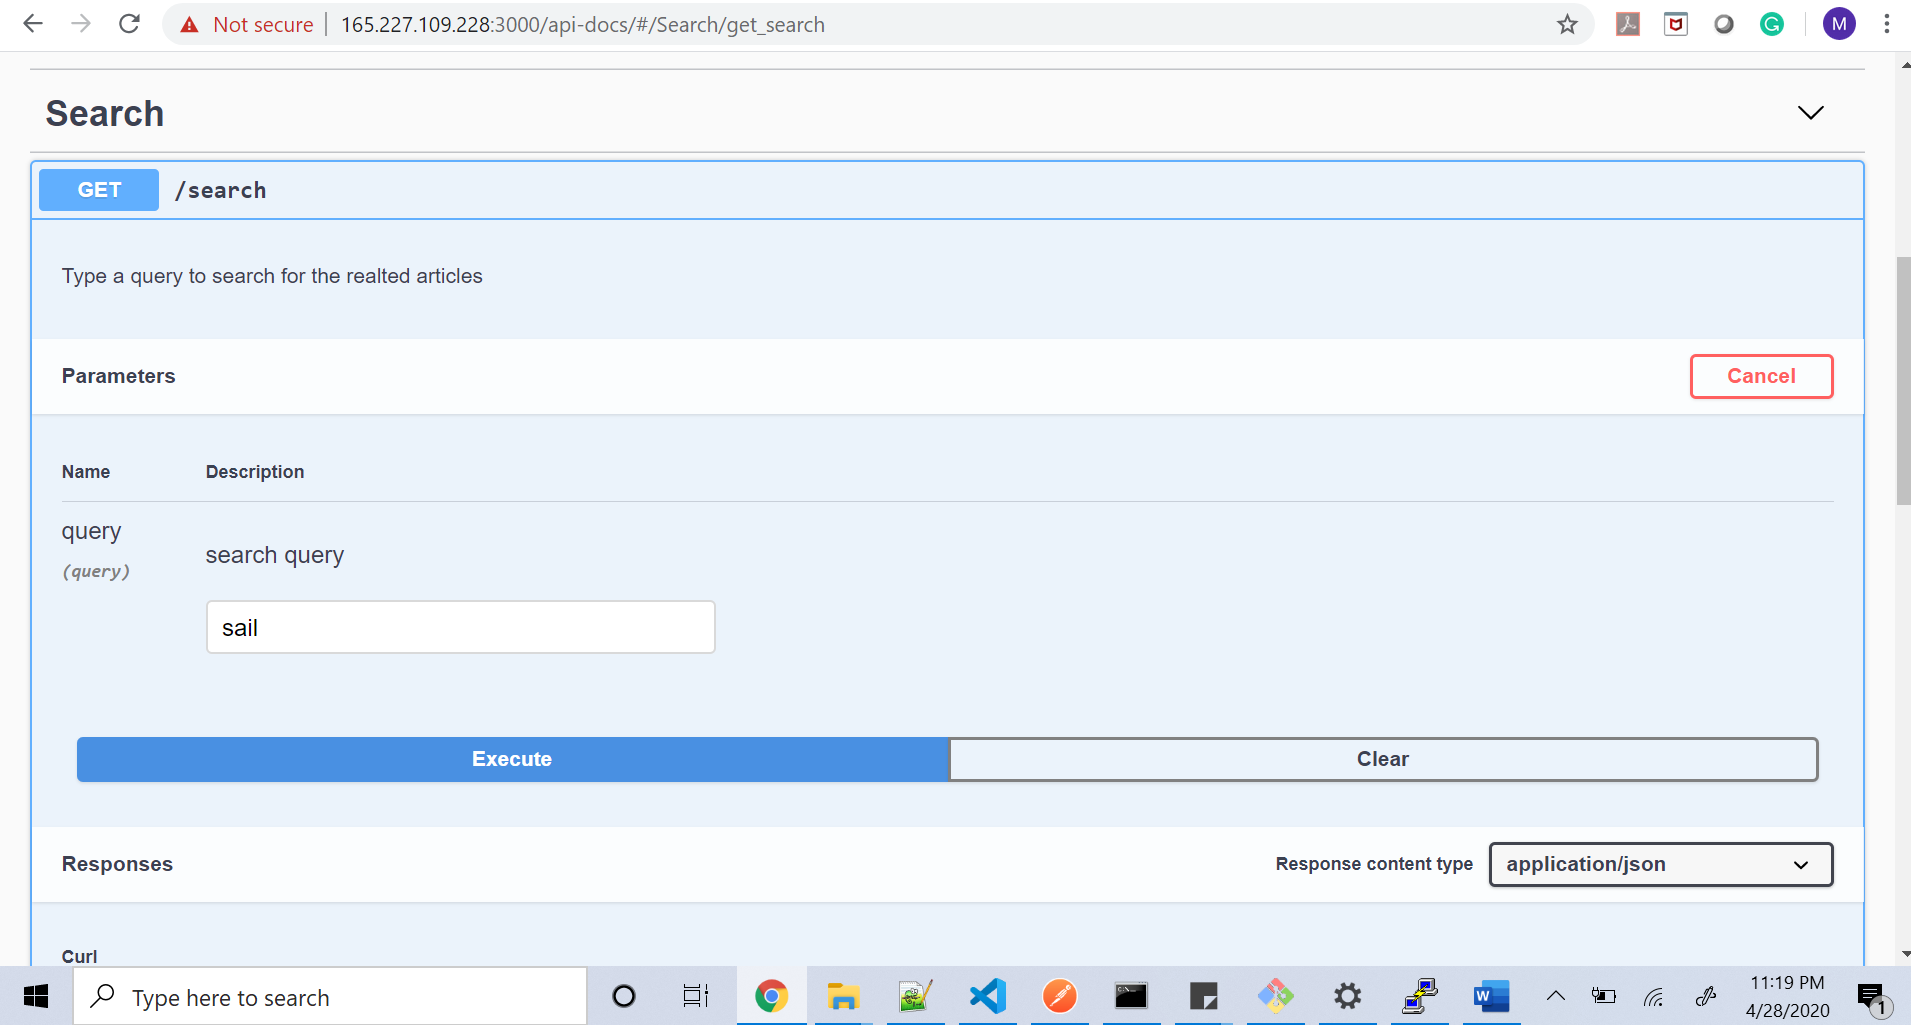 Not secure | 165.227.109.228:3000/api-docs/#/Search/get_search
M
Search
GET /search
Type a query to search for the realted articles
Parameters
Cancel
Name Description
query
search query
(query)
sail
Execute Clear
Responses Response content type application/json
Curl
Type here to search
11:19 PM
4/28/2020
1